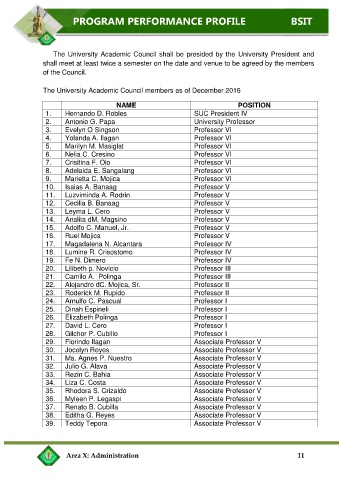 PROGRAM PERFORMANCE PROFILE BSIT
The University Academic Council shall be presided by the University President and
shall meet at least twice a semester on the date and venue to be agreed by the members
of the Council.
The University Academic Council members as of December 2016
NAME POSITION
1. Hernando D. Robles SUC President IV
2. Antonio G. Papa University Professor
3. Evelyn O Singson Professor VI
4. Yolanda A. Ilagan Professor VI
5. Marilyn M. Masiglat Professor VI
6. Nelia C. Cresino Professor VI
7. Crisitina F. Olo Professor VI
8. Adelaida E. Sangalang Professor VI
9. Marietta C. Mojica Professor VI
10. Isaias A. Banaag Professor V
11. Luzviminda A. Rodrin Professor V
12. Cecilia B. Banaag Professor V
13. Leyma L. Cero Professor V
14. Analita dM. Magsino Professor V
15. Adolfo C. Manuel, Jr. Professor V
16. Ruel Mojica Professor V
17. Magadalena N. Alcantara Professor IV
18. Lumine R. Crisostomo Professor IV
19. Fe N. Dimero Professor IV
20. Lilibeth p. Novicio Professor III
21. Camilo A. Polinga Professor III
22. Alejandro dC. Mojica, Sr. Professor II
23. Roderick M. Rupido Professor II
24. Arnulfo C. Pascual Professor I
25. Dinah Espineli Professor I
26. Elizabeth Polinga Professor I
27. David L. Cero Professor I
28. Gilchor P. Cubillo Professor I
29. Florindo Ilagan Associate Professor V
30. Jocelyn Reyes Associate Professor V
31. Ma. Agnes P. Nuestro Associate Professor V
32. Julio G. Alava Associate Professor V
33. Rezin C. Bahia Associate Professor V
34. Liza C. Costa Associate Professor V
35. Rhodora S. Crizaldo Associate Professor V
36. Myleen P. Legaspi Associate Professor V
37. Renato B. Cubilla Associate Professor V
38. Editha G. Reyes Associate Professor V
39. Teddy Tepora Associate Professor V
Area X: Administration 11